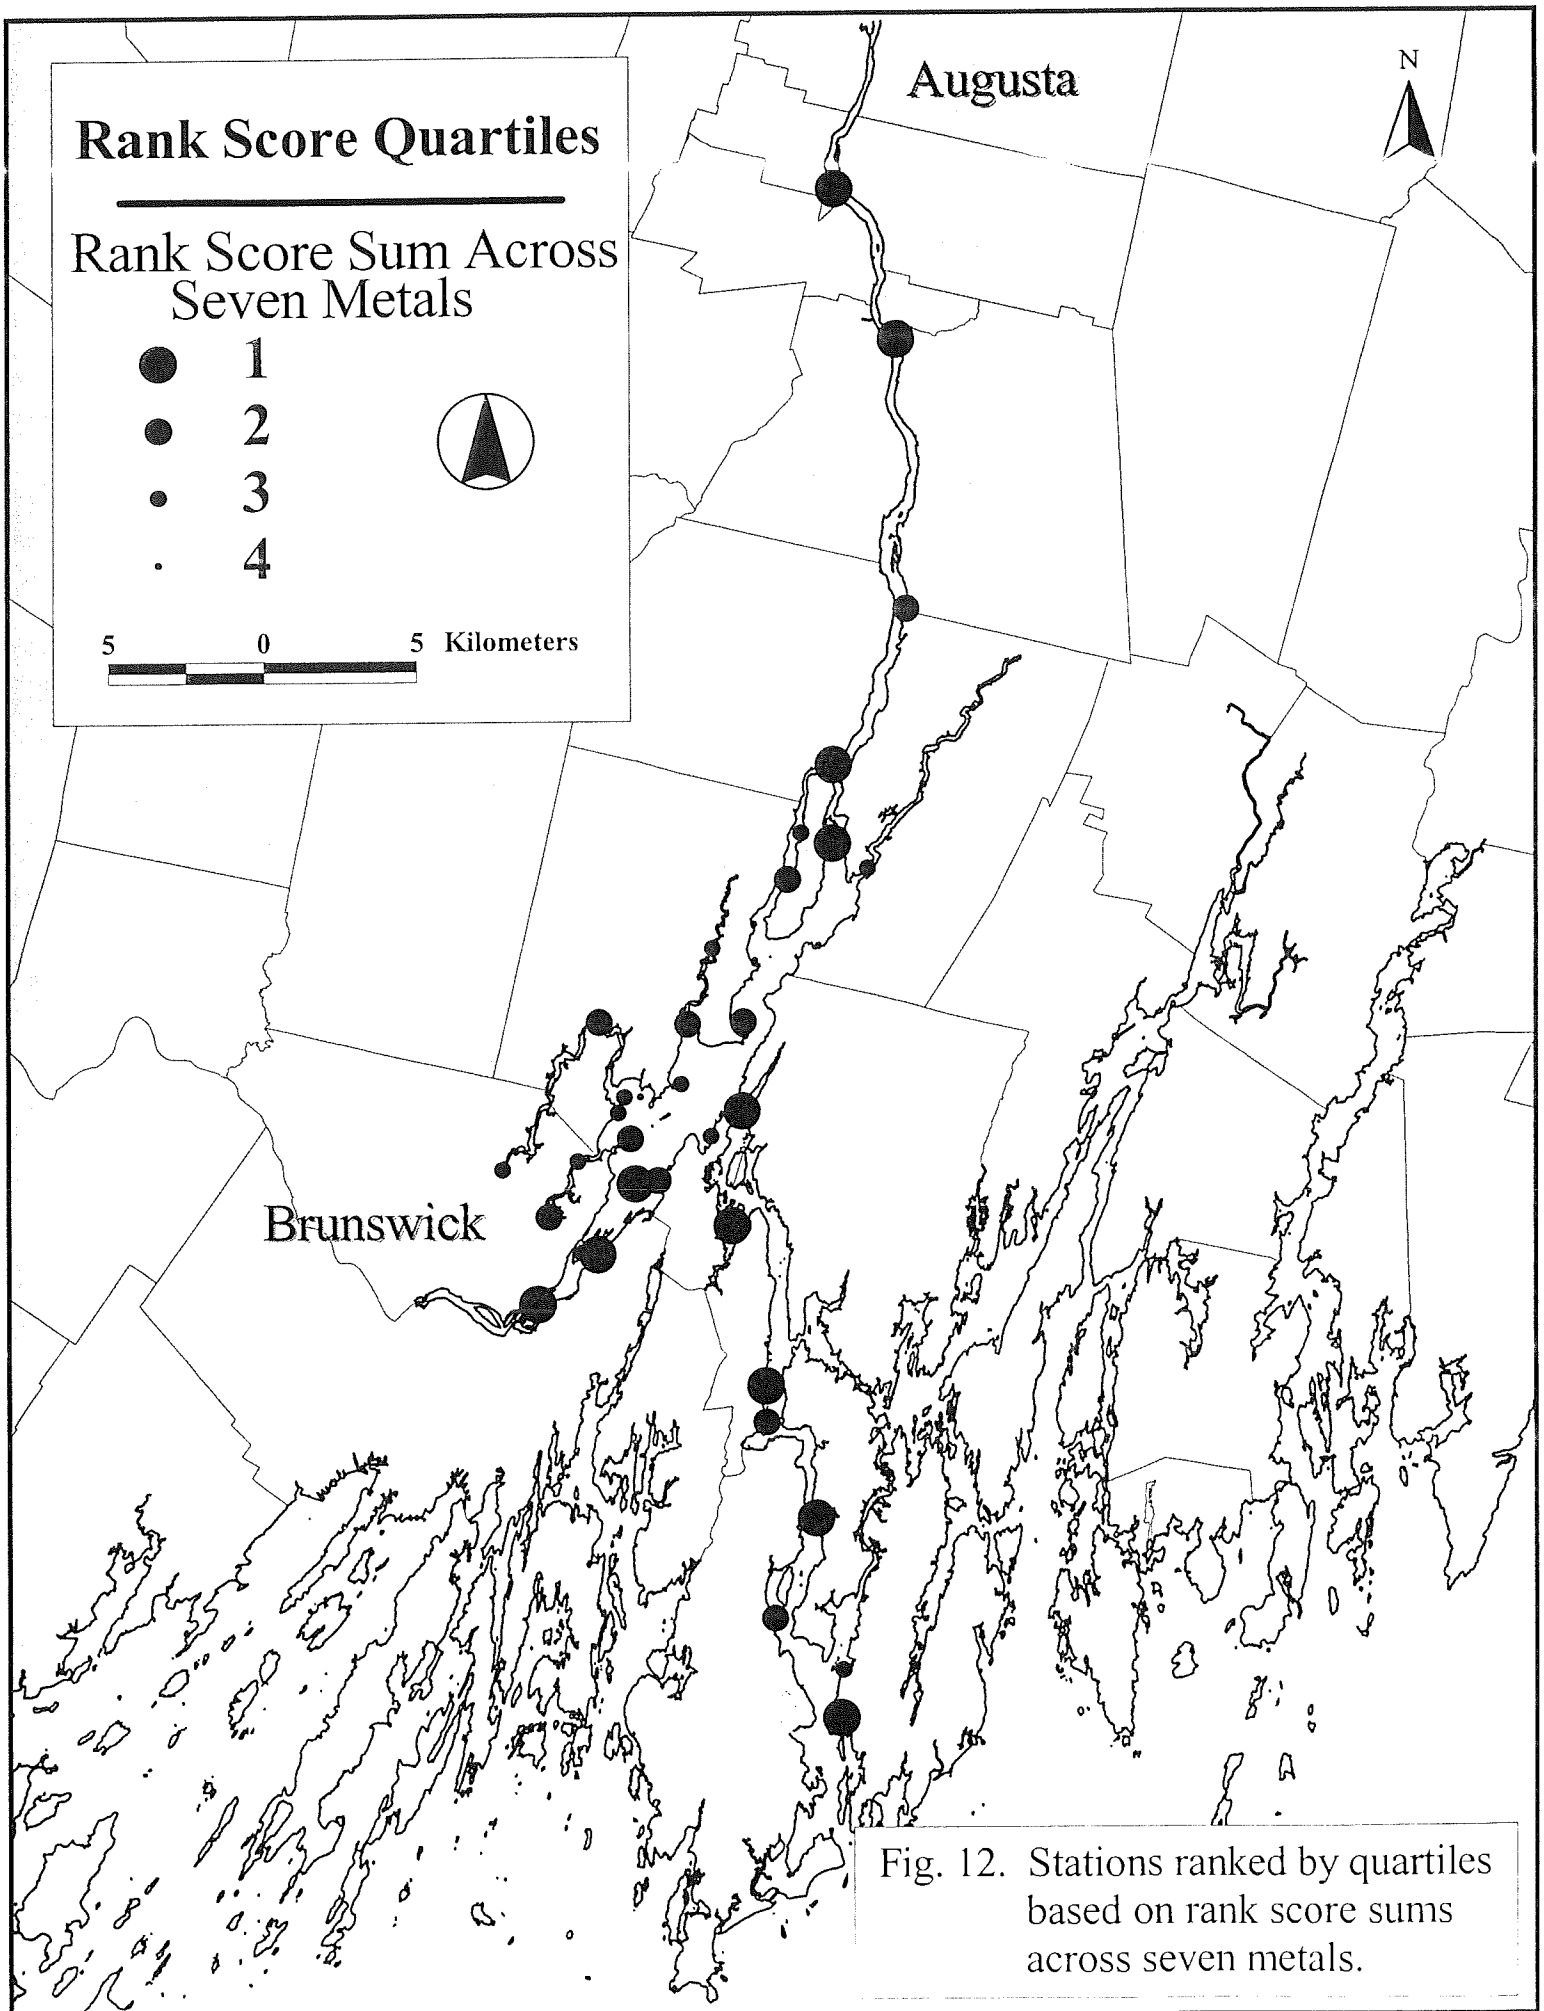 Augusta
N
Rank Score Quartiles
Rank Score Sum Across
Seven Metals
1
2
3
4
5 0 5 Kilometers
Brunswick
Fig. 12. Stations ranked by quartiles
based on rank score sums
across seven metals.